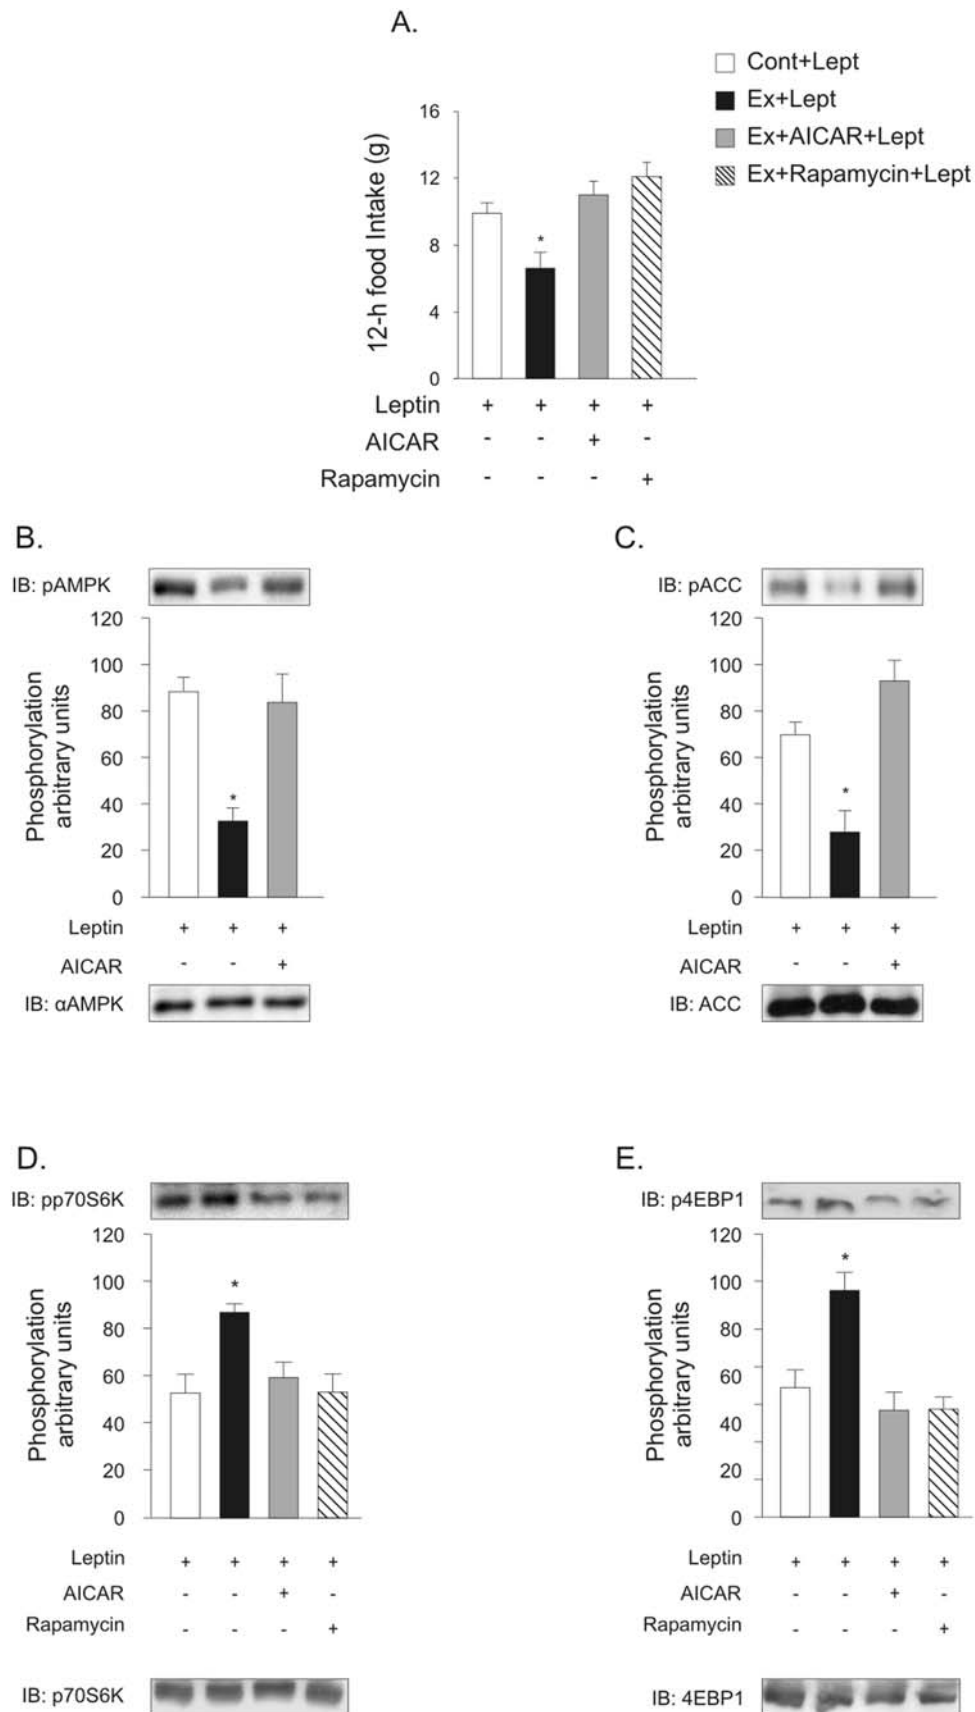 A.
Cont+Lept
Ex+Lept
Ex+AICAR+Lept
Ex+Rapamycin+Lept
12-h food Intake (g)
16
12
8
4
0
*
Leptin + + + +
AICAR - - + -
Rapamycin - - - +
B.
IB: pAMPK
Phosphorylation
arbitrary units
120
100
80
60
40
20
0
*
Leptin + + +
AICAR - - +
IB: αAMPK
C.
IB: pACC
Phosphorylation
arbitrary units
120
100
80
60
40
20
0
*
Leptin + + +
AICAR - - +
IB: ACC
D.
IB: pp70S6K
Phosphorylation
arbitrary units
120
100
80
60
40
20
0
*
Leptin + + + +
AICAR - - + -
Rapamycin - - - +
IB: p70S6K
E.
IB: p4EBP1
Phosphorylation
arbitrary units
120
100
80
60
40
20
0
*
Leptin + + + +
AICAR - - + -
Rapamycin - - - +
IB: 4EBP1